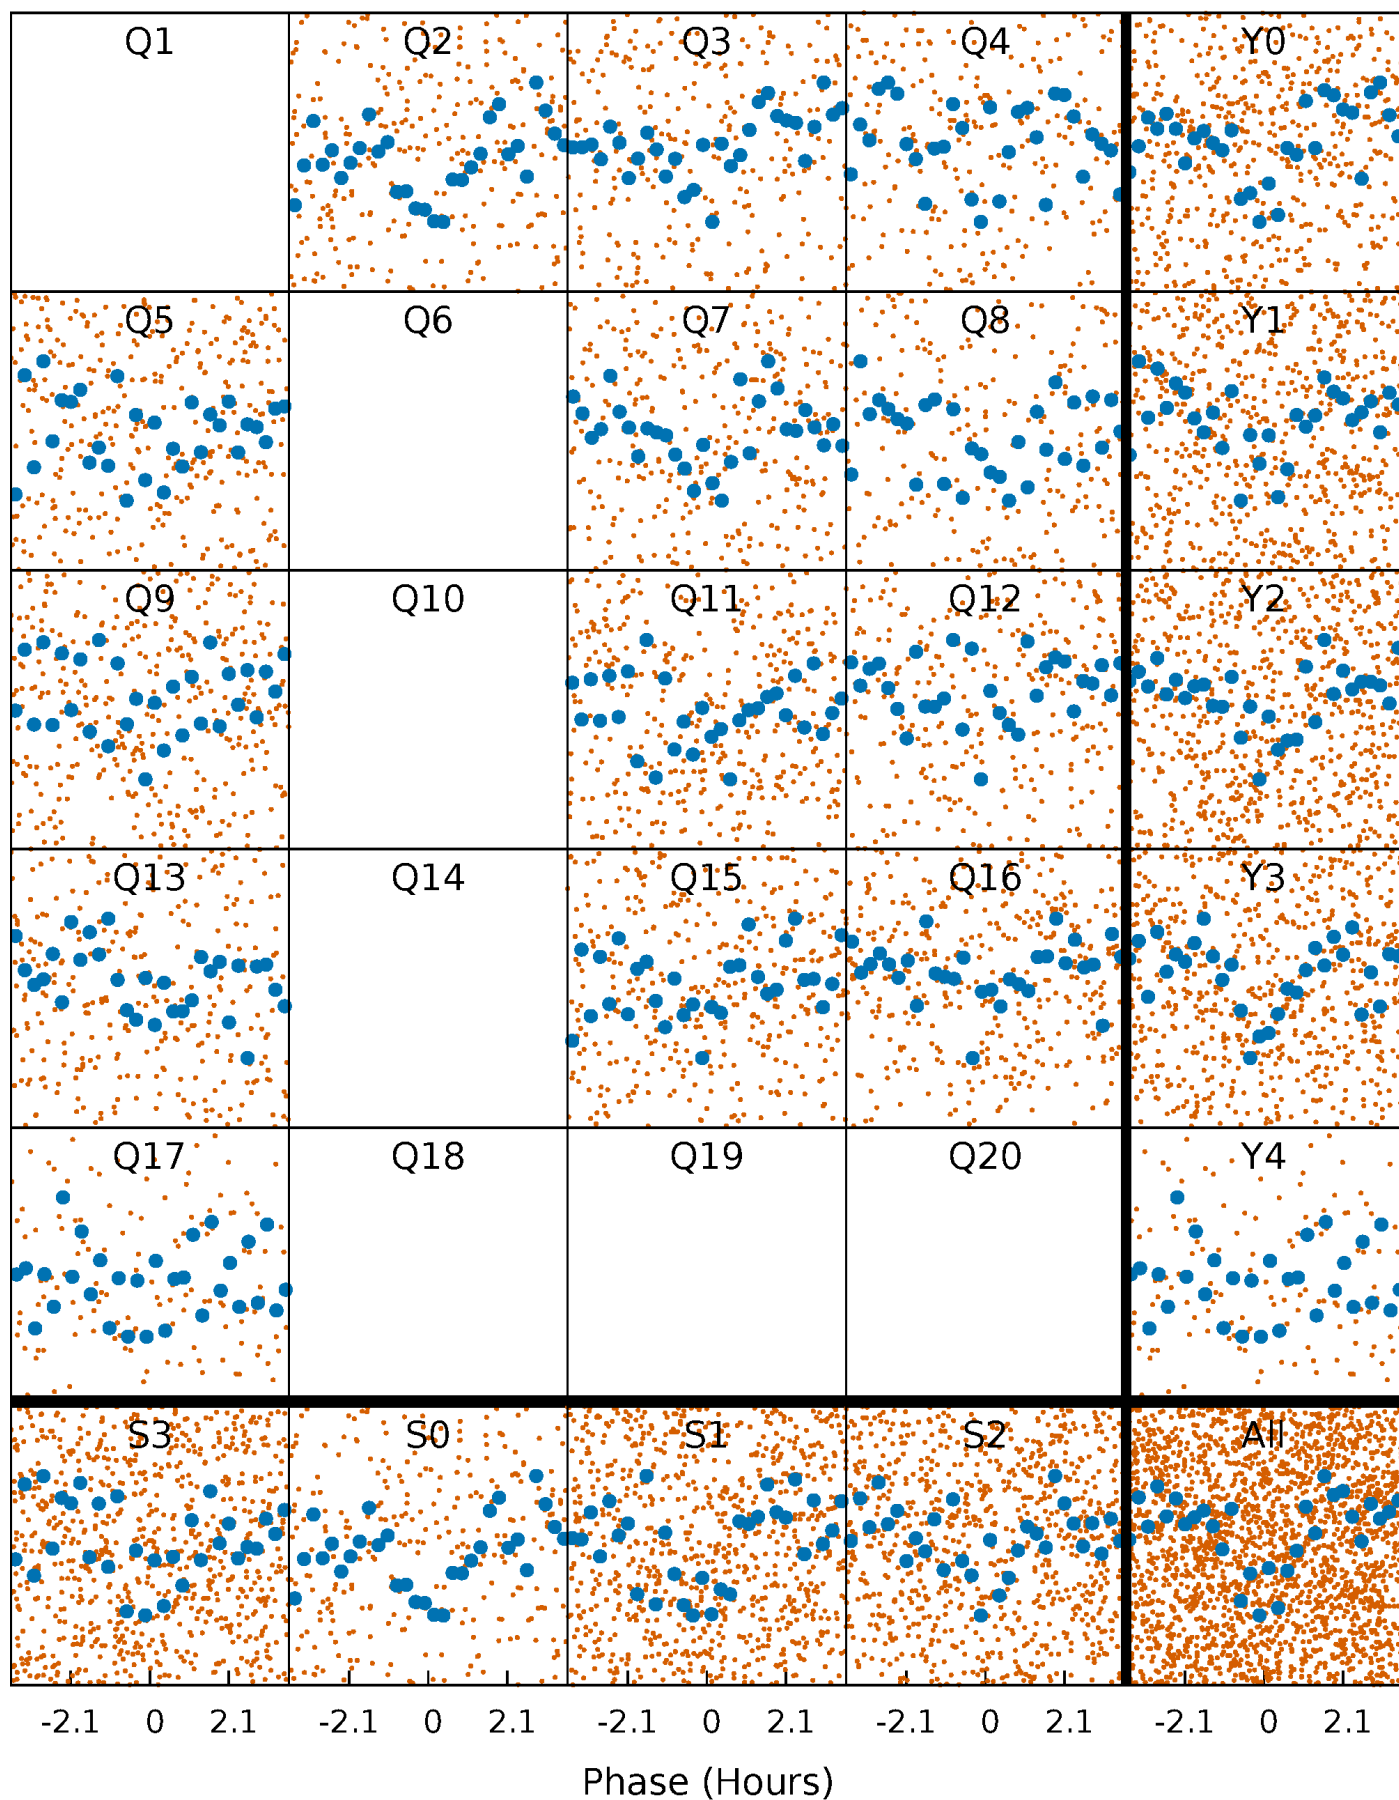 Q1 Q2 Q3 Q4 Y0
Q5 Q6 Q7 Q8 Y1
Q9 Q10 Q11 Q12 Y2
Q13 Q14 Q15 Q16 Y3
Q17 Q18 Q19 Q20 Y4
S3 S0 S1 S2 All
-2.1 0 2.1 -2.1 0 2.1 -2.1 0 2.1 -2.1 0 2.1 -2.1 0 2.1
Phase (Hours)